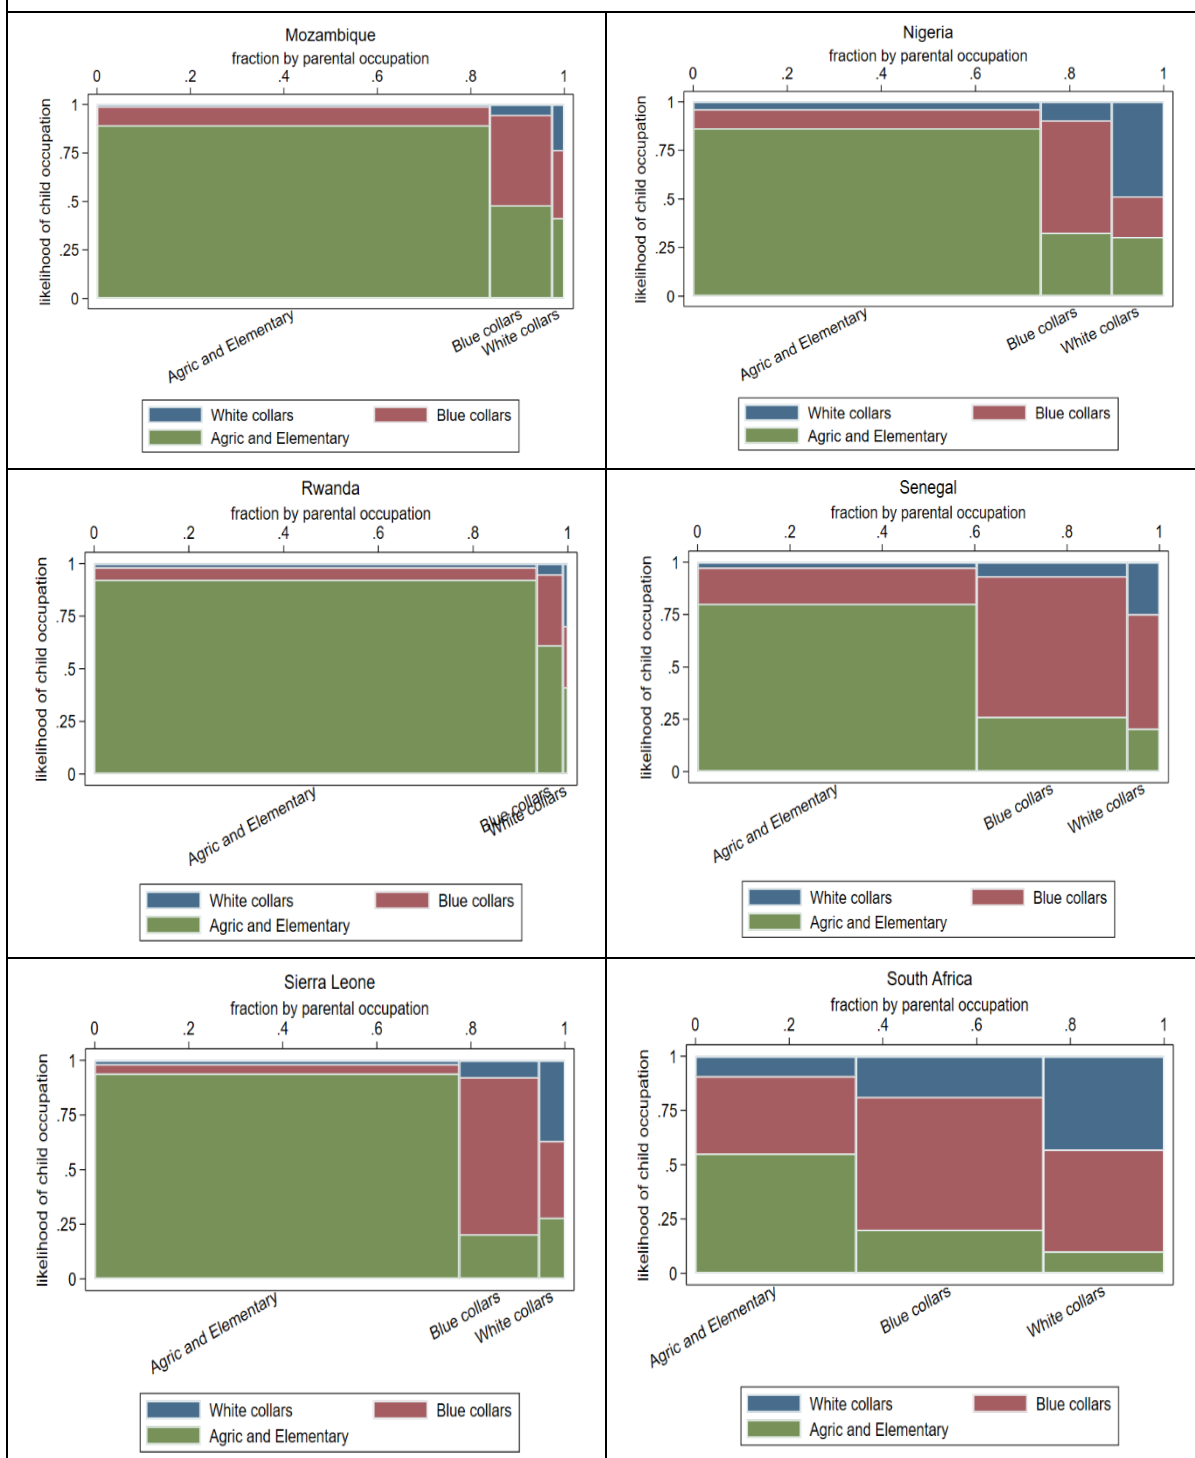 Mozambique
fraction by parental occupation
0 .2 .4 .6 .8 1
likelihood of child occupation
1
.75
.5
.25
0
Agric and Elementary
Blue collars
White collars
White collars
Blue collars
Agric and Elementary
Nigeria
fraction by parental occupation
0 .2 .4 .6 .8 1
likelihood of child occupation
1
.75
.5
.25
0
Agric and Elementary
Blue collars
White collars
White collars
Blue collars
Agric and Elementary
Rwanda
fraction by parental occupation
0 .2 .4 .6 .8 1
likelihood of child occupation
1
.75
.5
.25
0
Agric and Elementary
Blue collars
White collars
White collars
Blue collars
Agric and Elementary
Senegal
fraction by parental occupation
0 .2 .4 .6 .8 1
likelihood of child occupation
1
.75
.5
.25
0
Agric and Elementary
Blue collars
White collars
White collars
Blue collars
Agric and Elementary
Sierra Leone
fraction by parental occupation
0 .2 .4 .6 .8 1
likelihood of child occupation
1
.75
.5
.25
0
Agric and Elementary
Blue collars
White collars
White collars
Blue collars
Agric and Elementary
South Africa
fraction by parental occupation
0 .2 .4 .6 .8 1
likelihood of child occupation
1
.75
.5
.25
0
Agric and Elementary
Blue collars
White collars
White collars
Blue collars
Agric and Elementary